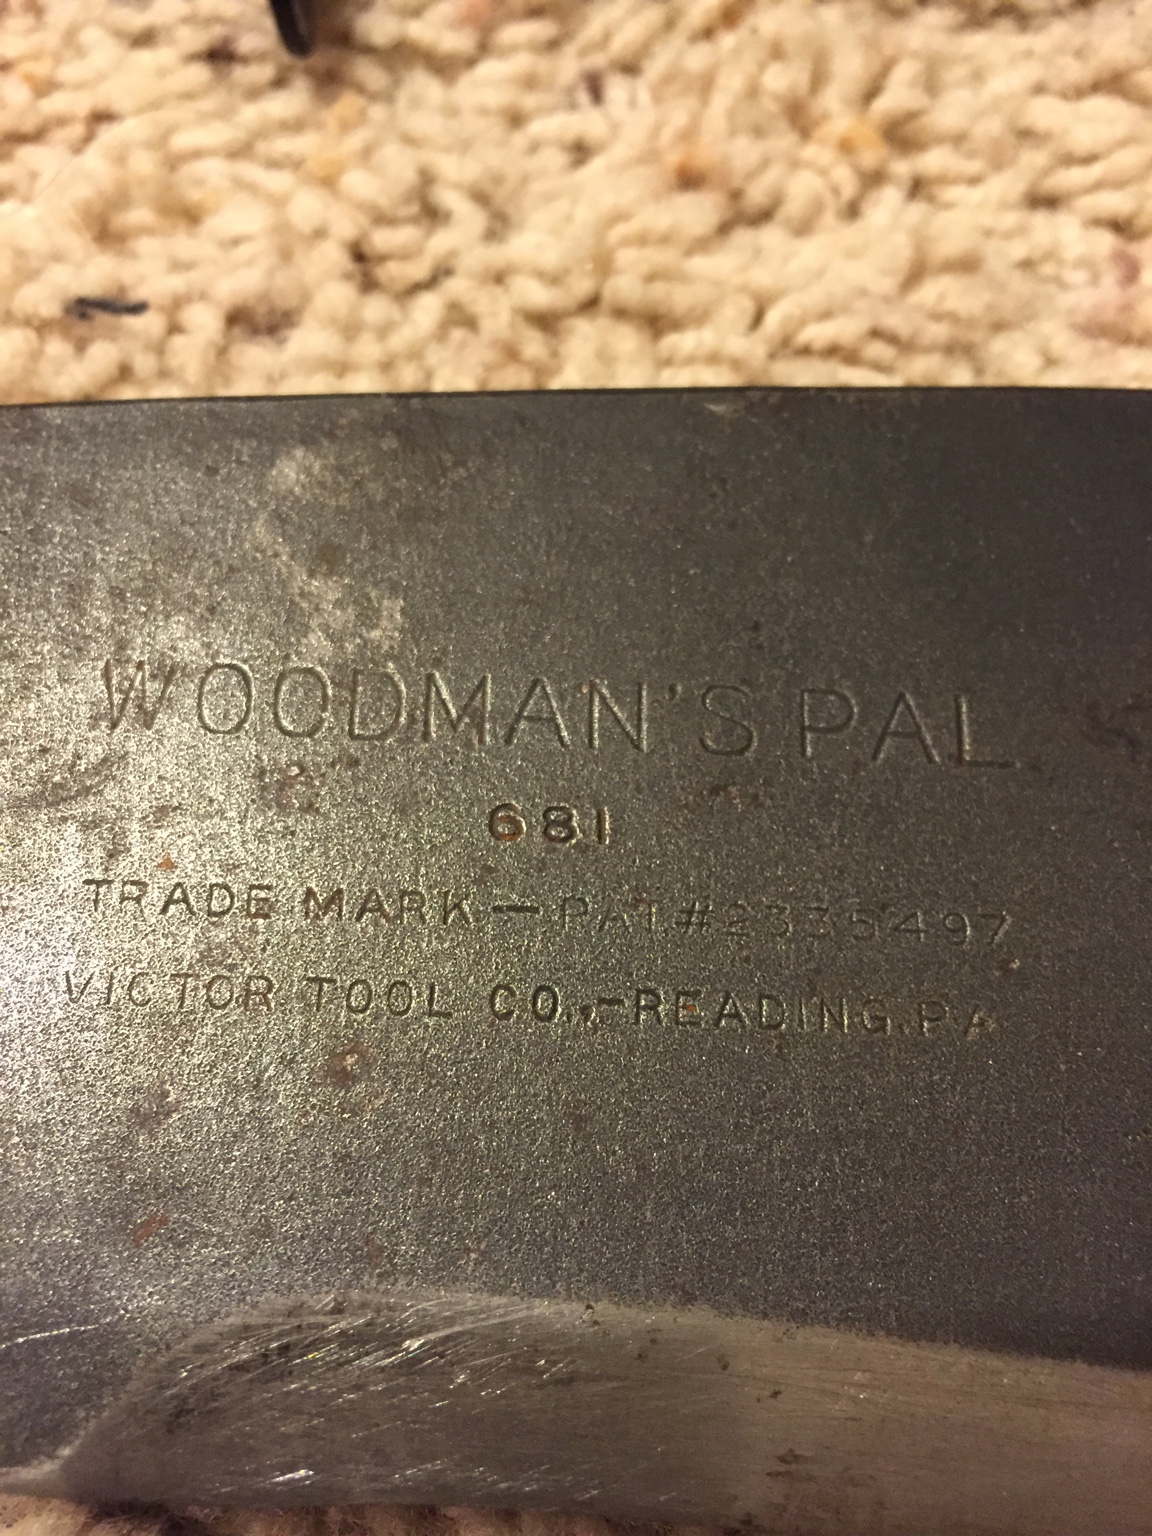 WOODMAN'S PAL
681
TRADE MARK — PAT.#2335497
VICTOR TOOL CO.,-READING,PA